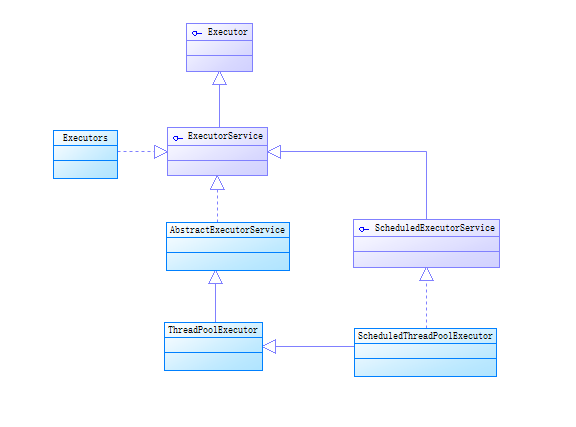 Executor
Executors
ExecutorService
AbstractExecutorService
ScheduledExecutorService
ThreadPoolExecutor
ScheduledThreadPoolExecutor